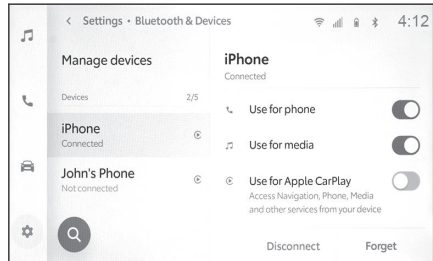 < Settings • Bluetooth & Devices
4:12
Manage devices
Devices 2/5
iPhone
Connected
John's Phone
Not connected
iPhone
Connected
Use for phone
Use for media
Use for Apple CarPlay
Access Navigation, Phone, Media
and other services from your device
Disconnect Forget